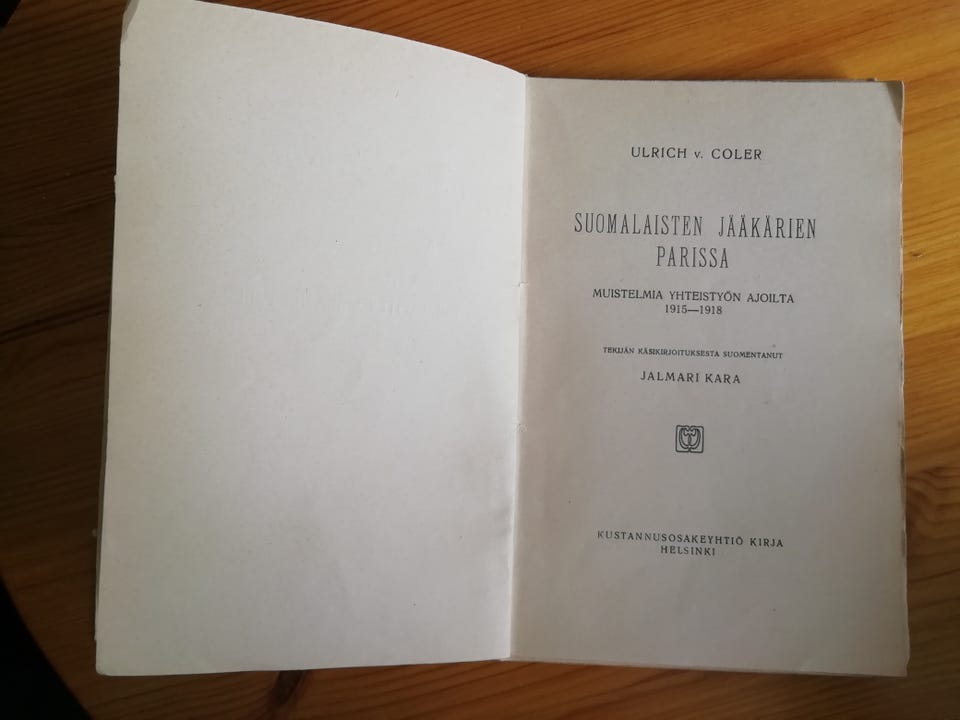 ULRICH v. COLER
SUOMALAISTEN JÄÄKÄRIEN
PARISSA
MUISTELMIA YHTEISTYÖN AJOILTA
1915—1918
TEKIJÄN KÄSIKIRJOITUKSESTA SUOMENTANUT
JALMARI KARA
KUSTANNUSOSAKEYHTIÖ KIRJA
HELSINKI